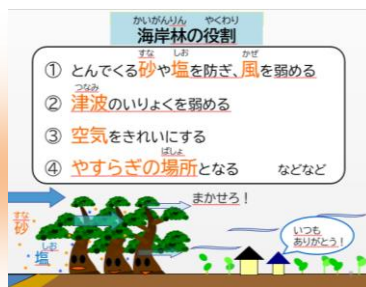 かいがんりん やくわり
海岸林の役割
すな しお かぜ
① とんでくる砂や塩を防ぎ、風を弱める
つなみ
② 津波のいりょくを弱める
③ 空気をきれいにする
ばしょ
④ やすらぎの場所となる などなど
まかせろ！
すな
砂
しお
塩
いつも
ありがとう！